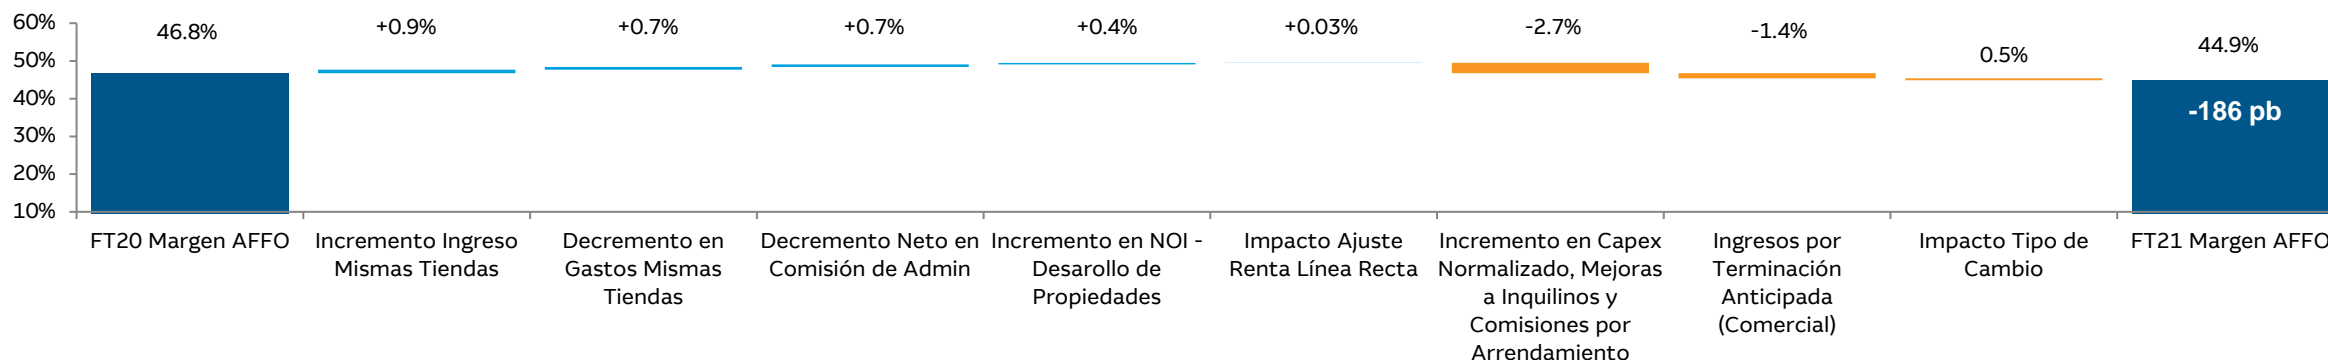 60%
50%
40%
30%
20%
10%
46.8%
+0.9%
+0.7%
+0.7%
+0.4%
+0.03%
-2.7%
-1.4%
0.5%
44.9%
-186 pb
FT20 Margen AFFO
Incremento Ingreso
Mismas Tiendas
Decremento en
Gastos Mismas
Tiendas
Decremento Neto en
Comisión de Admin
Incremento en NOI -
Desarollo de
Propiedades
Impacto Ajuste
Renta Línea Recta
Incremento en Capex
Normalizado, Mejoras
a Inquilinos y
Comisiones por
Arrendamiento
Ingresos por
Terminación
Anticipada
(Comercial)
Impacto Tipo de
Cambio
FT21 Margen AFFO